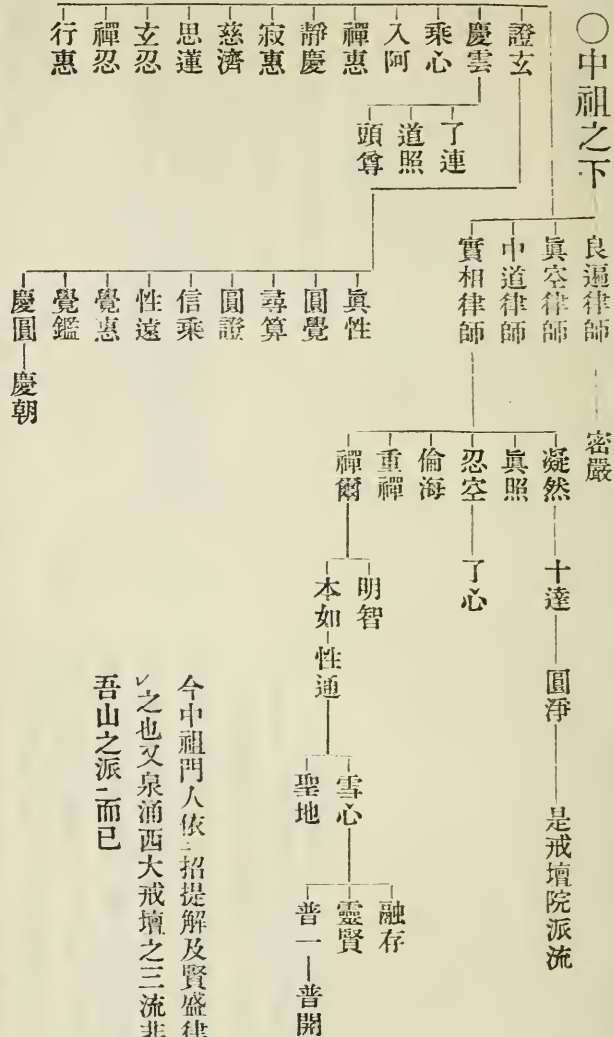 ○中祖之下
良遍律師 密嚴
眞空律師
中道律師
實相律師
凝然 十達 圓淨 是戒壇院派流
眞照
忍空 了心
倫海
重禪
禪爾
明智
本如 性通
雪心
聖地
融存
靈賢
普一 普開
證玄
慶雲
乘心
入阿
禪惠
靜慶
寂惠
慈濟
思蓮
玄忍
禪忍
行惠
了連
道照
頭尊
眞性
圓覺
尋算
圓證
信乘
性遠
覺惠
覺鑑
慶圓 慶朝
今中祖門人依二招提解及賢盛律
レ之也又泉涌西大戒壇之三流非
吾山之派二而已